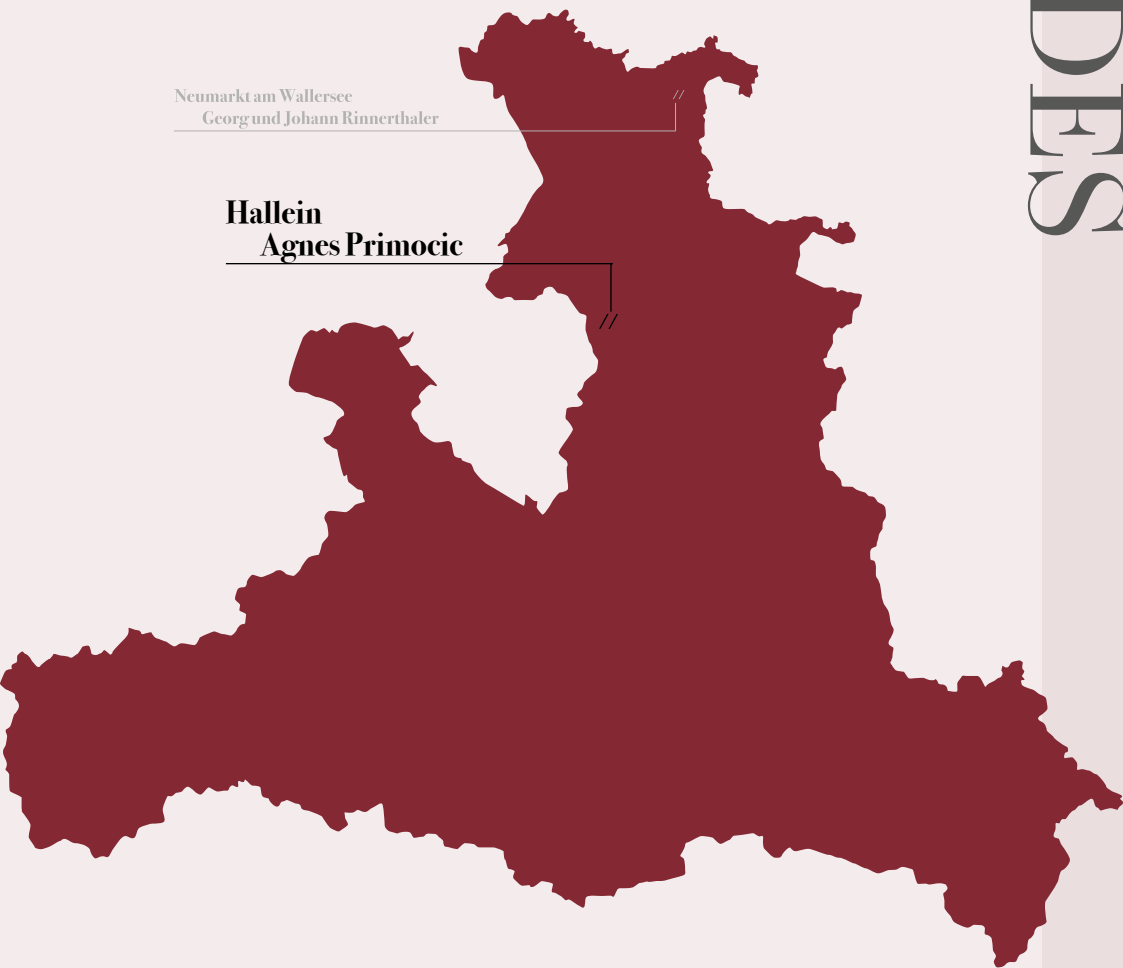 Neumarkt am Wallersee
Georg und Johann Rinnerthaler
Hallein
Agnes Primocic
DES